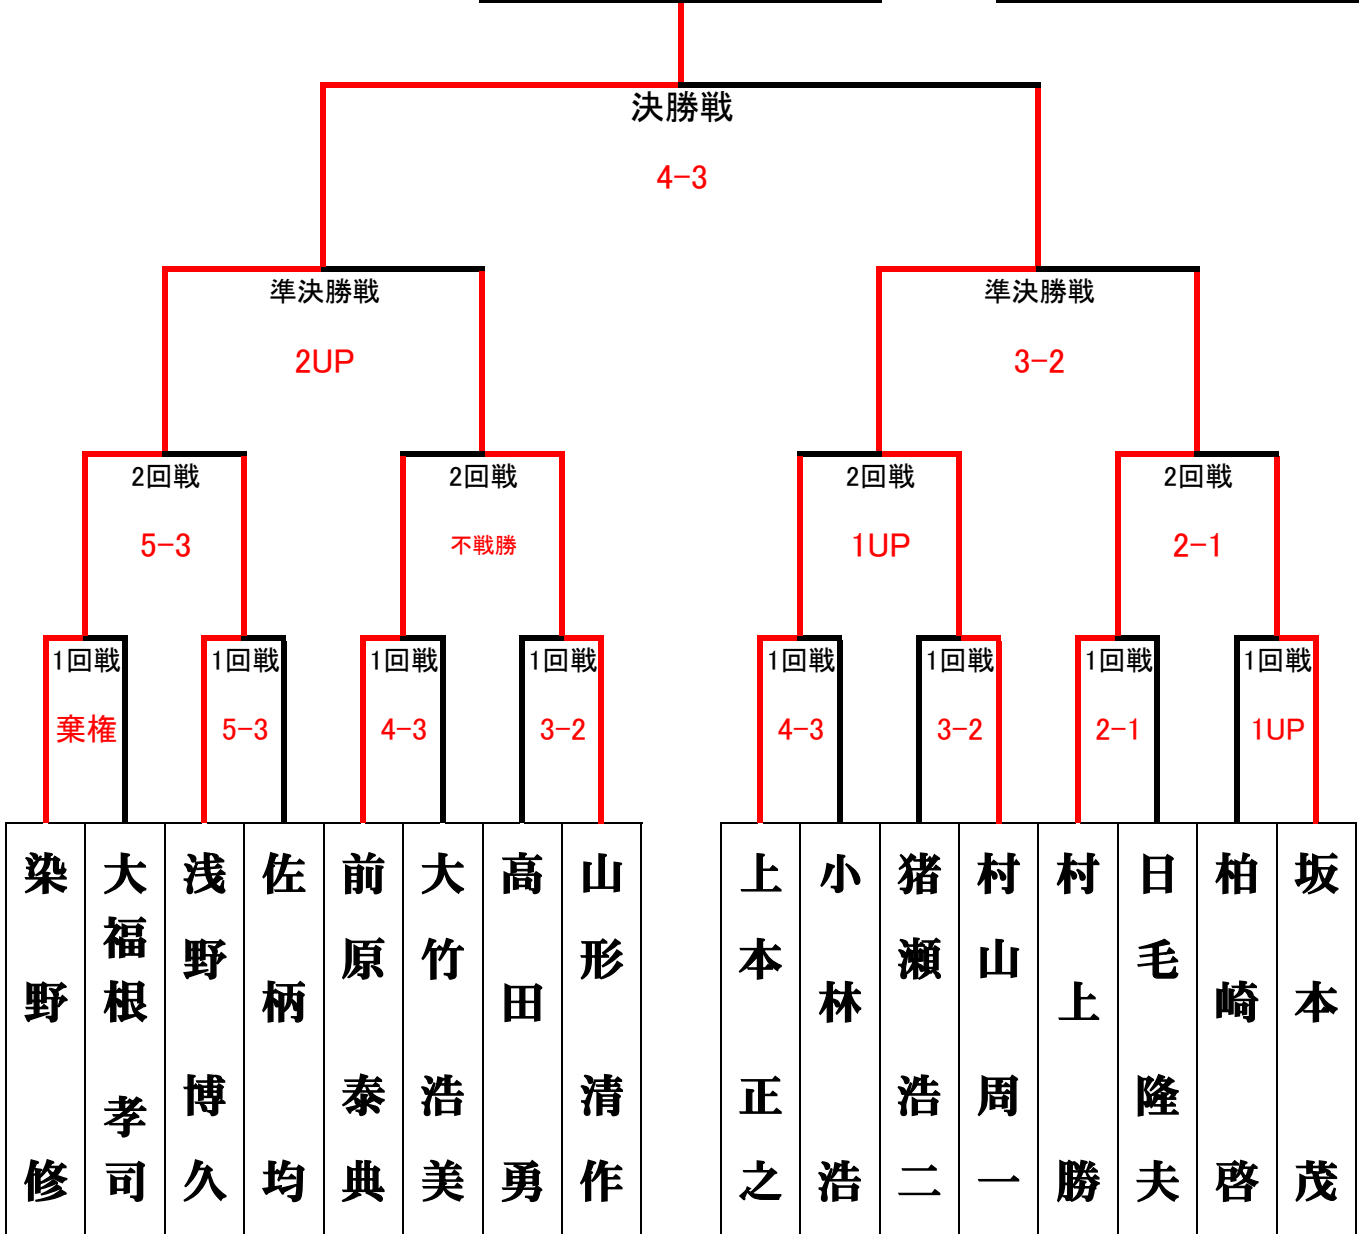 決勝戦
4-3
準決勝戦
準決勝戦
2UP
3-2
2回戦
2回戦
2回戦
2回戦
5-3
不戦勝
1UP
2-1
1回戦
1回戦
1回戦
1回戦
1回戦
1回戦
1回戦
1回戦
棄権
5-3
4-3
3-2
4-3
3-2
2-1
1UP
染野 修
大福根 孝司
浅野 博久
佐柄 均
前原 泰典
大竹 浩美
高田 勇
山形 清作
上本 正之
小林 浩
猪瀬 浩二
村山 周一
村上 勝
日毛 隆夫
柏崎 啓
坂本 茂